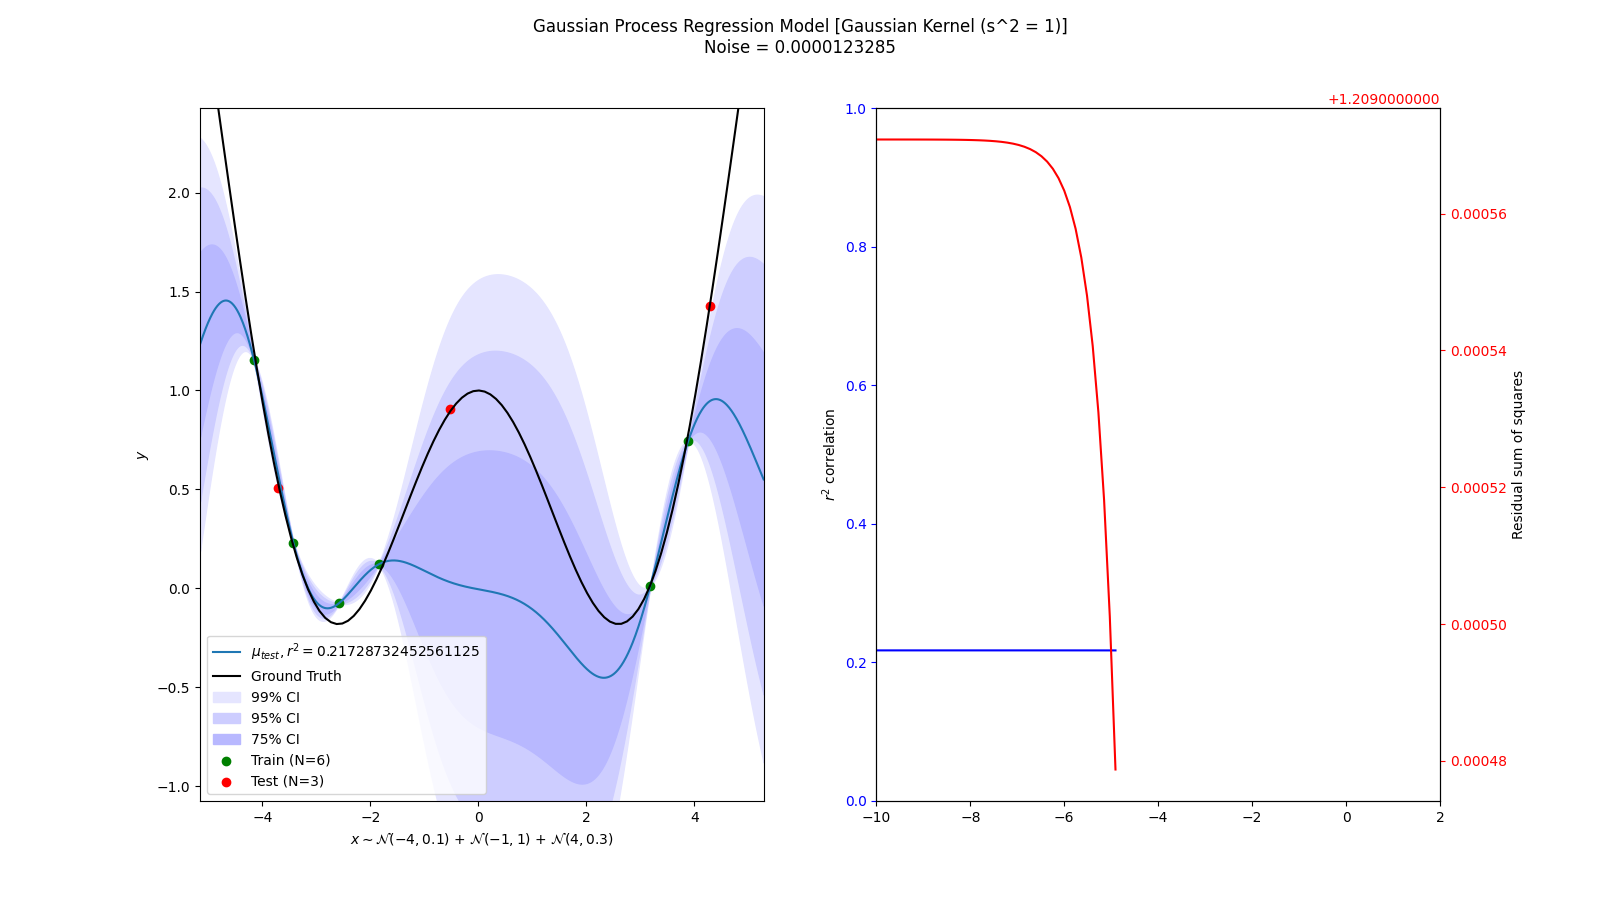 Gaussian Process Regression Model [Gaussian Kernel (s^2 = 1)]
Noise = 0.0000123285
2.0
1.5
1.0
0.5
0.0
−0.5
−1.0
y
μtest, r² = 0.21728732452561125
Ground Truth
99% CI
95% CI
75% CI
Train (N=6)
Test (N=3)
−4
−2
0
2
4
x ∼ 𝒩(−4, 0.1) + 𝒩(−1, 1) + 𝒩(4, 0.3)
+1.2090000000
1.0
0.8
0.6
0.4
0.2
0.0
r² correlation
−10
−8
−6
−4
−2
0
2
0.00056
0.00054
0.00052
0.00050
0.00048
Residual sum of squares